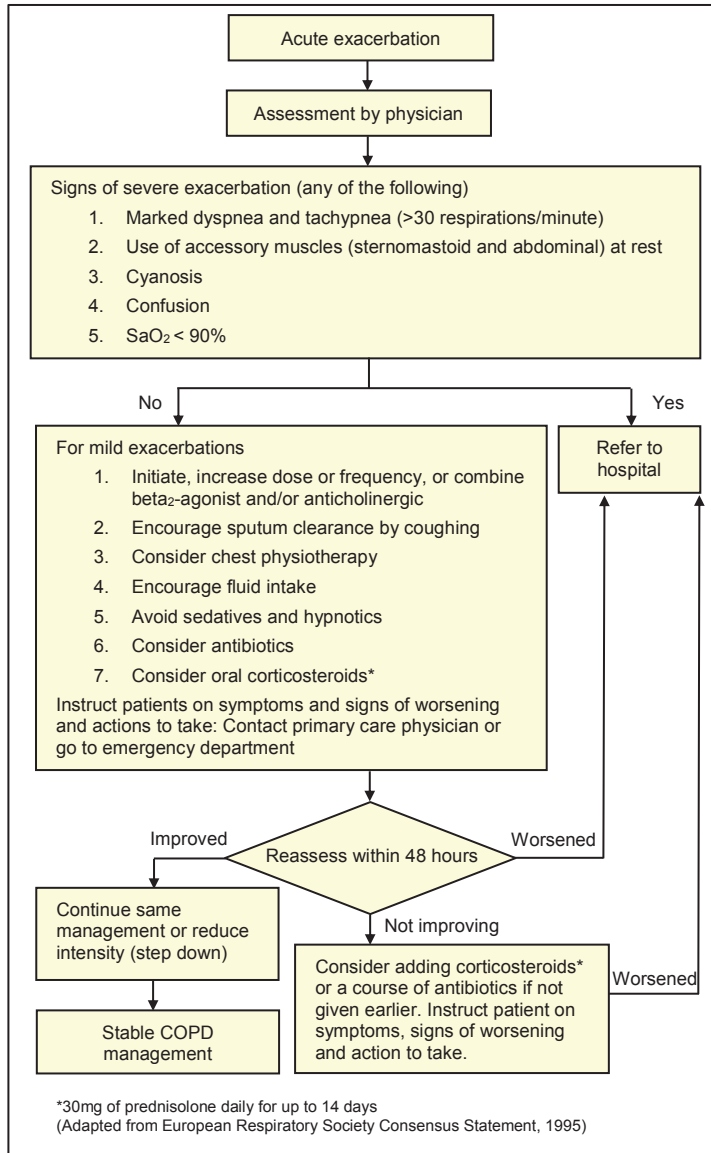 Acute exacerbation
Assessment by physician
Signs of severe exacerbation (any of the following)
1. Marked dyspnea and tachypnea (>30 respirations/minute)
2. Use of accessory muscles (sternomastoid and abdominal) at rest
3. Cyanosis
4. Confusion
5. SaO₂ < 90%
No
Yes
For mild exacerbations
1. Initiate, increase dose or frequency, or combine
beta₂-agonist and/or anticholinergic
2. Encourage sputum clearance by coughing
3. Consider chest physiotherapy
4. Encourage fluid intake
5. Avoid sedatives and hypnotics
6. Consider antibiotics
7. Consider oral corticosteroids*
Instruct patients on symptoms and signs of worsening
and actions to take: Contact primary care physician or
go to emergency department
Refer to
hospital
Improved
Reassess within 48 hours
Worsened
Continue same
management or reduce
intensity (step down)
Not improving
Consider adding corticosteroids*
or a course of antibiotics if not
given earlier. Instruct patient on
symptoms, signs of worsening
and action to take.
Worsened
Stable COPD
management
*30mg of prednisolone daily for up to 14 days
(Adapted from European Respiratory Society Consensus Statement, 1995)